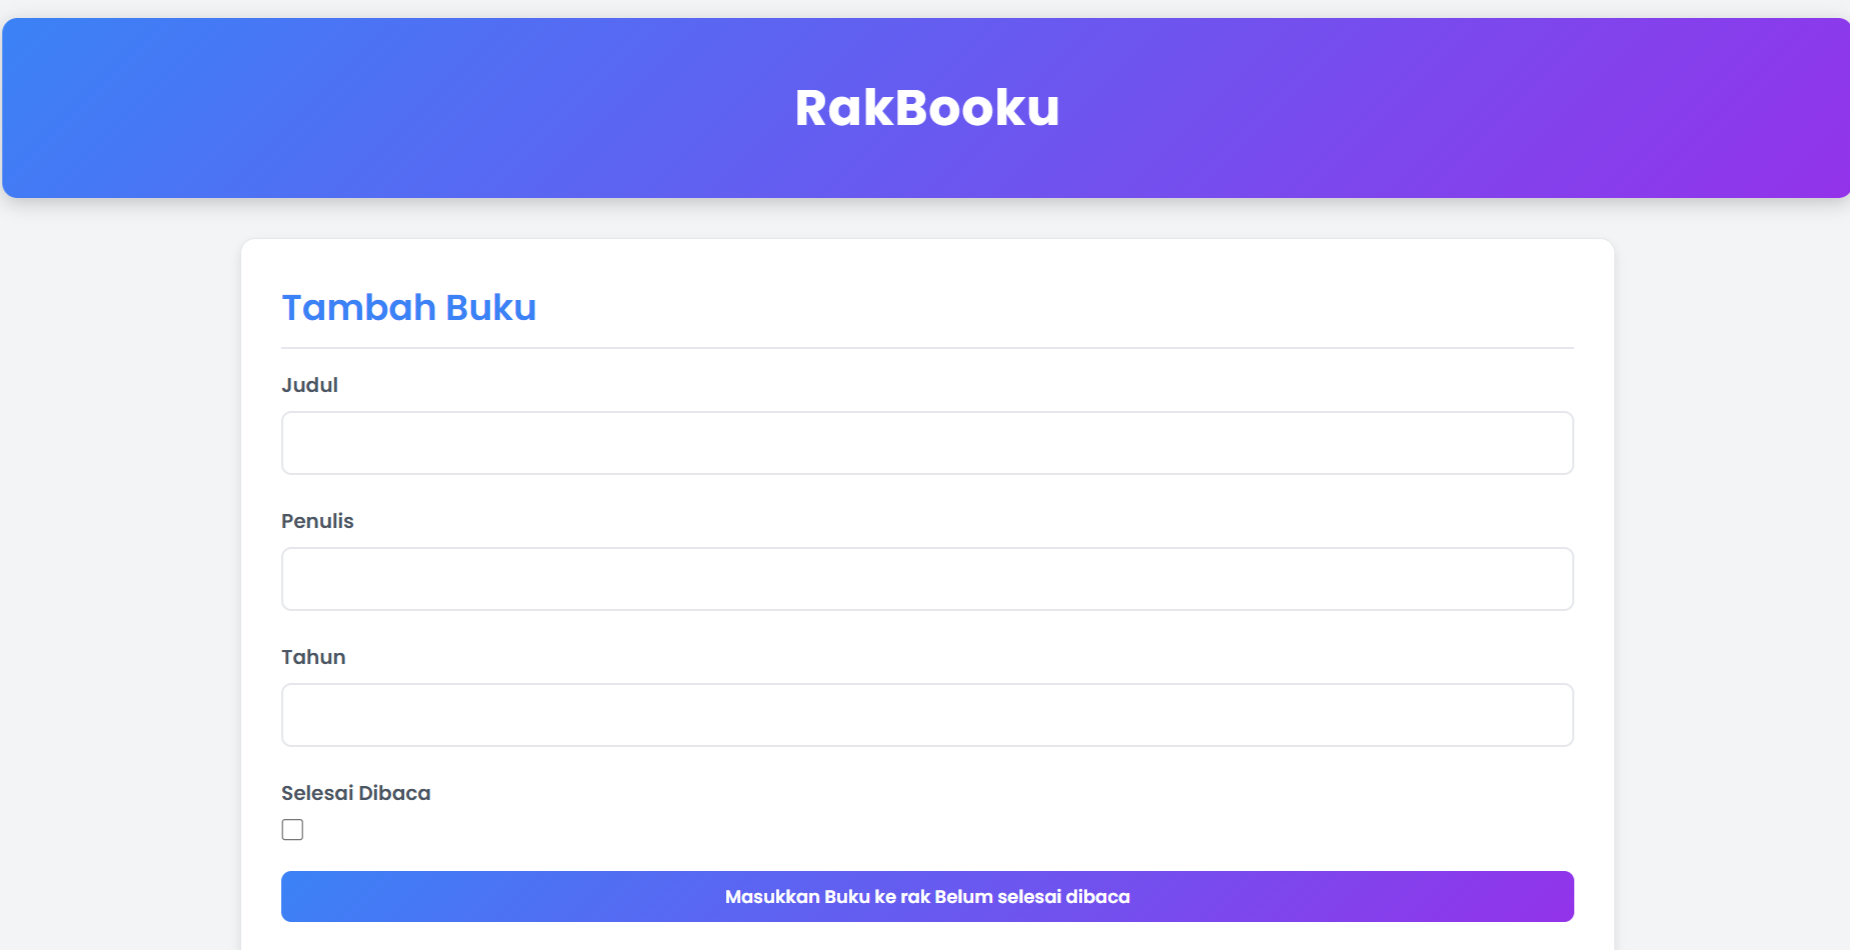 RakBooku
Tambah Buku
Judul
Penulis
Tahun
Selesai Dibaca
Masukkan Buku ke rak Belum selesai dibaca